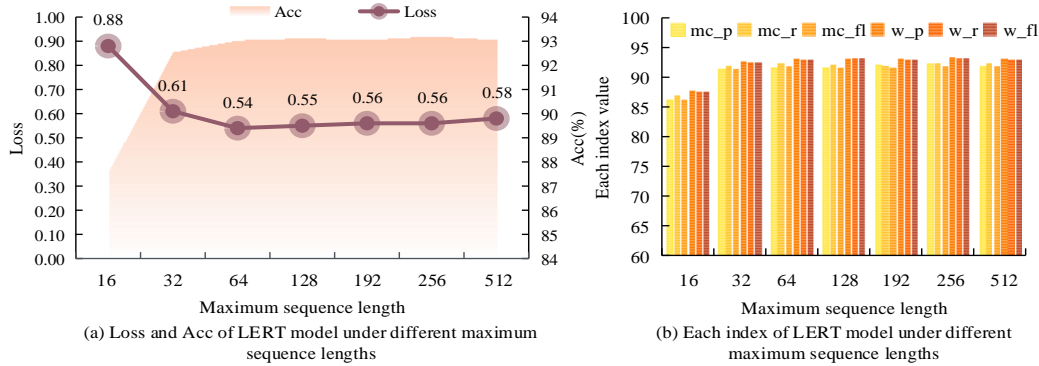 Acc Loss
1.00
0.90
0.80
0.70
0.60
0.50
0.40
0.30
0.20
0.10
0.00
Loss
0.88
0.61
0.54
0.55
0.56
0.56
0.58
94
93
92
91
90
89
88
87
86
85
84
Acc(%)
16 32 64 128 192 256 512
Maximum sequence length
(a) Loss and Acc of LERT model under different maximum
sequence lengths
mc_p mc_r mc_fl w_p w_r w_fl
100
95
90
85
80
75
70
65
60
Each index value
16 32 64 128 192 256 512
Maximum sequence length
(b) Each index of LERT model under different
maximum sequence lengths